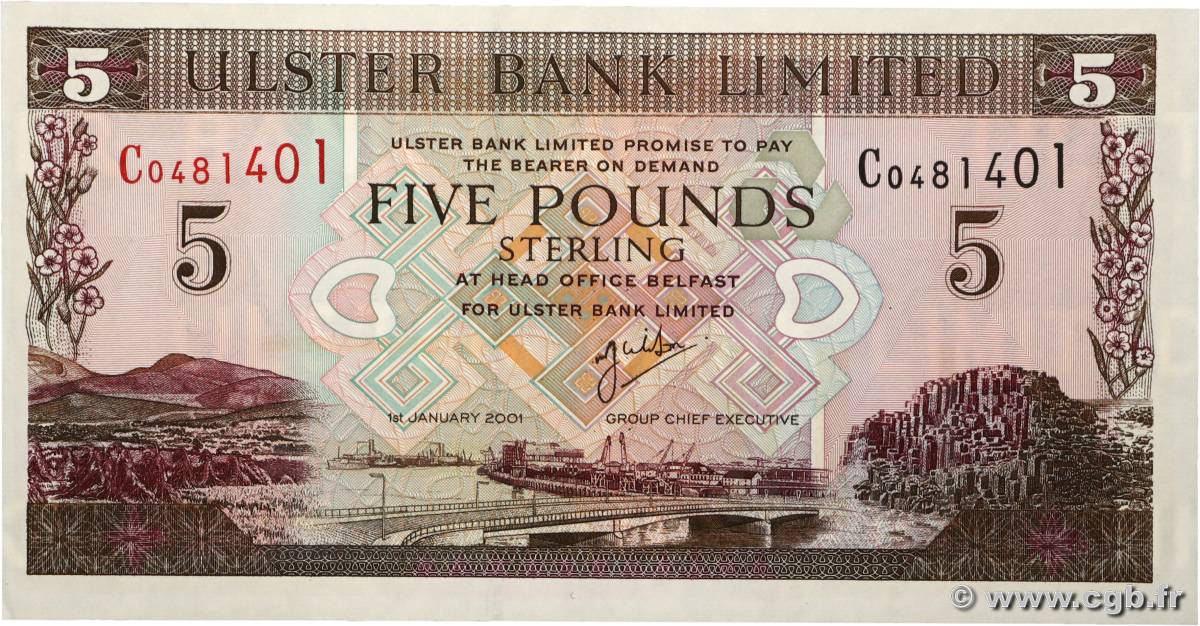 5 ULSTER BANK LIMITED 5
ULSTER BANK LIMITED PROMISE TO PAY
THE BEARER ON DEMAND
C0481401 C0481401
FIVE POUNDS
5 5
STERLING
AT HEAD OFFICE BELFAST
FOR ULSTER BANK LIMITED
1st JANUARY 2001 GROUP CHIEF EXECUTIVE
© www.cgb.fr